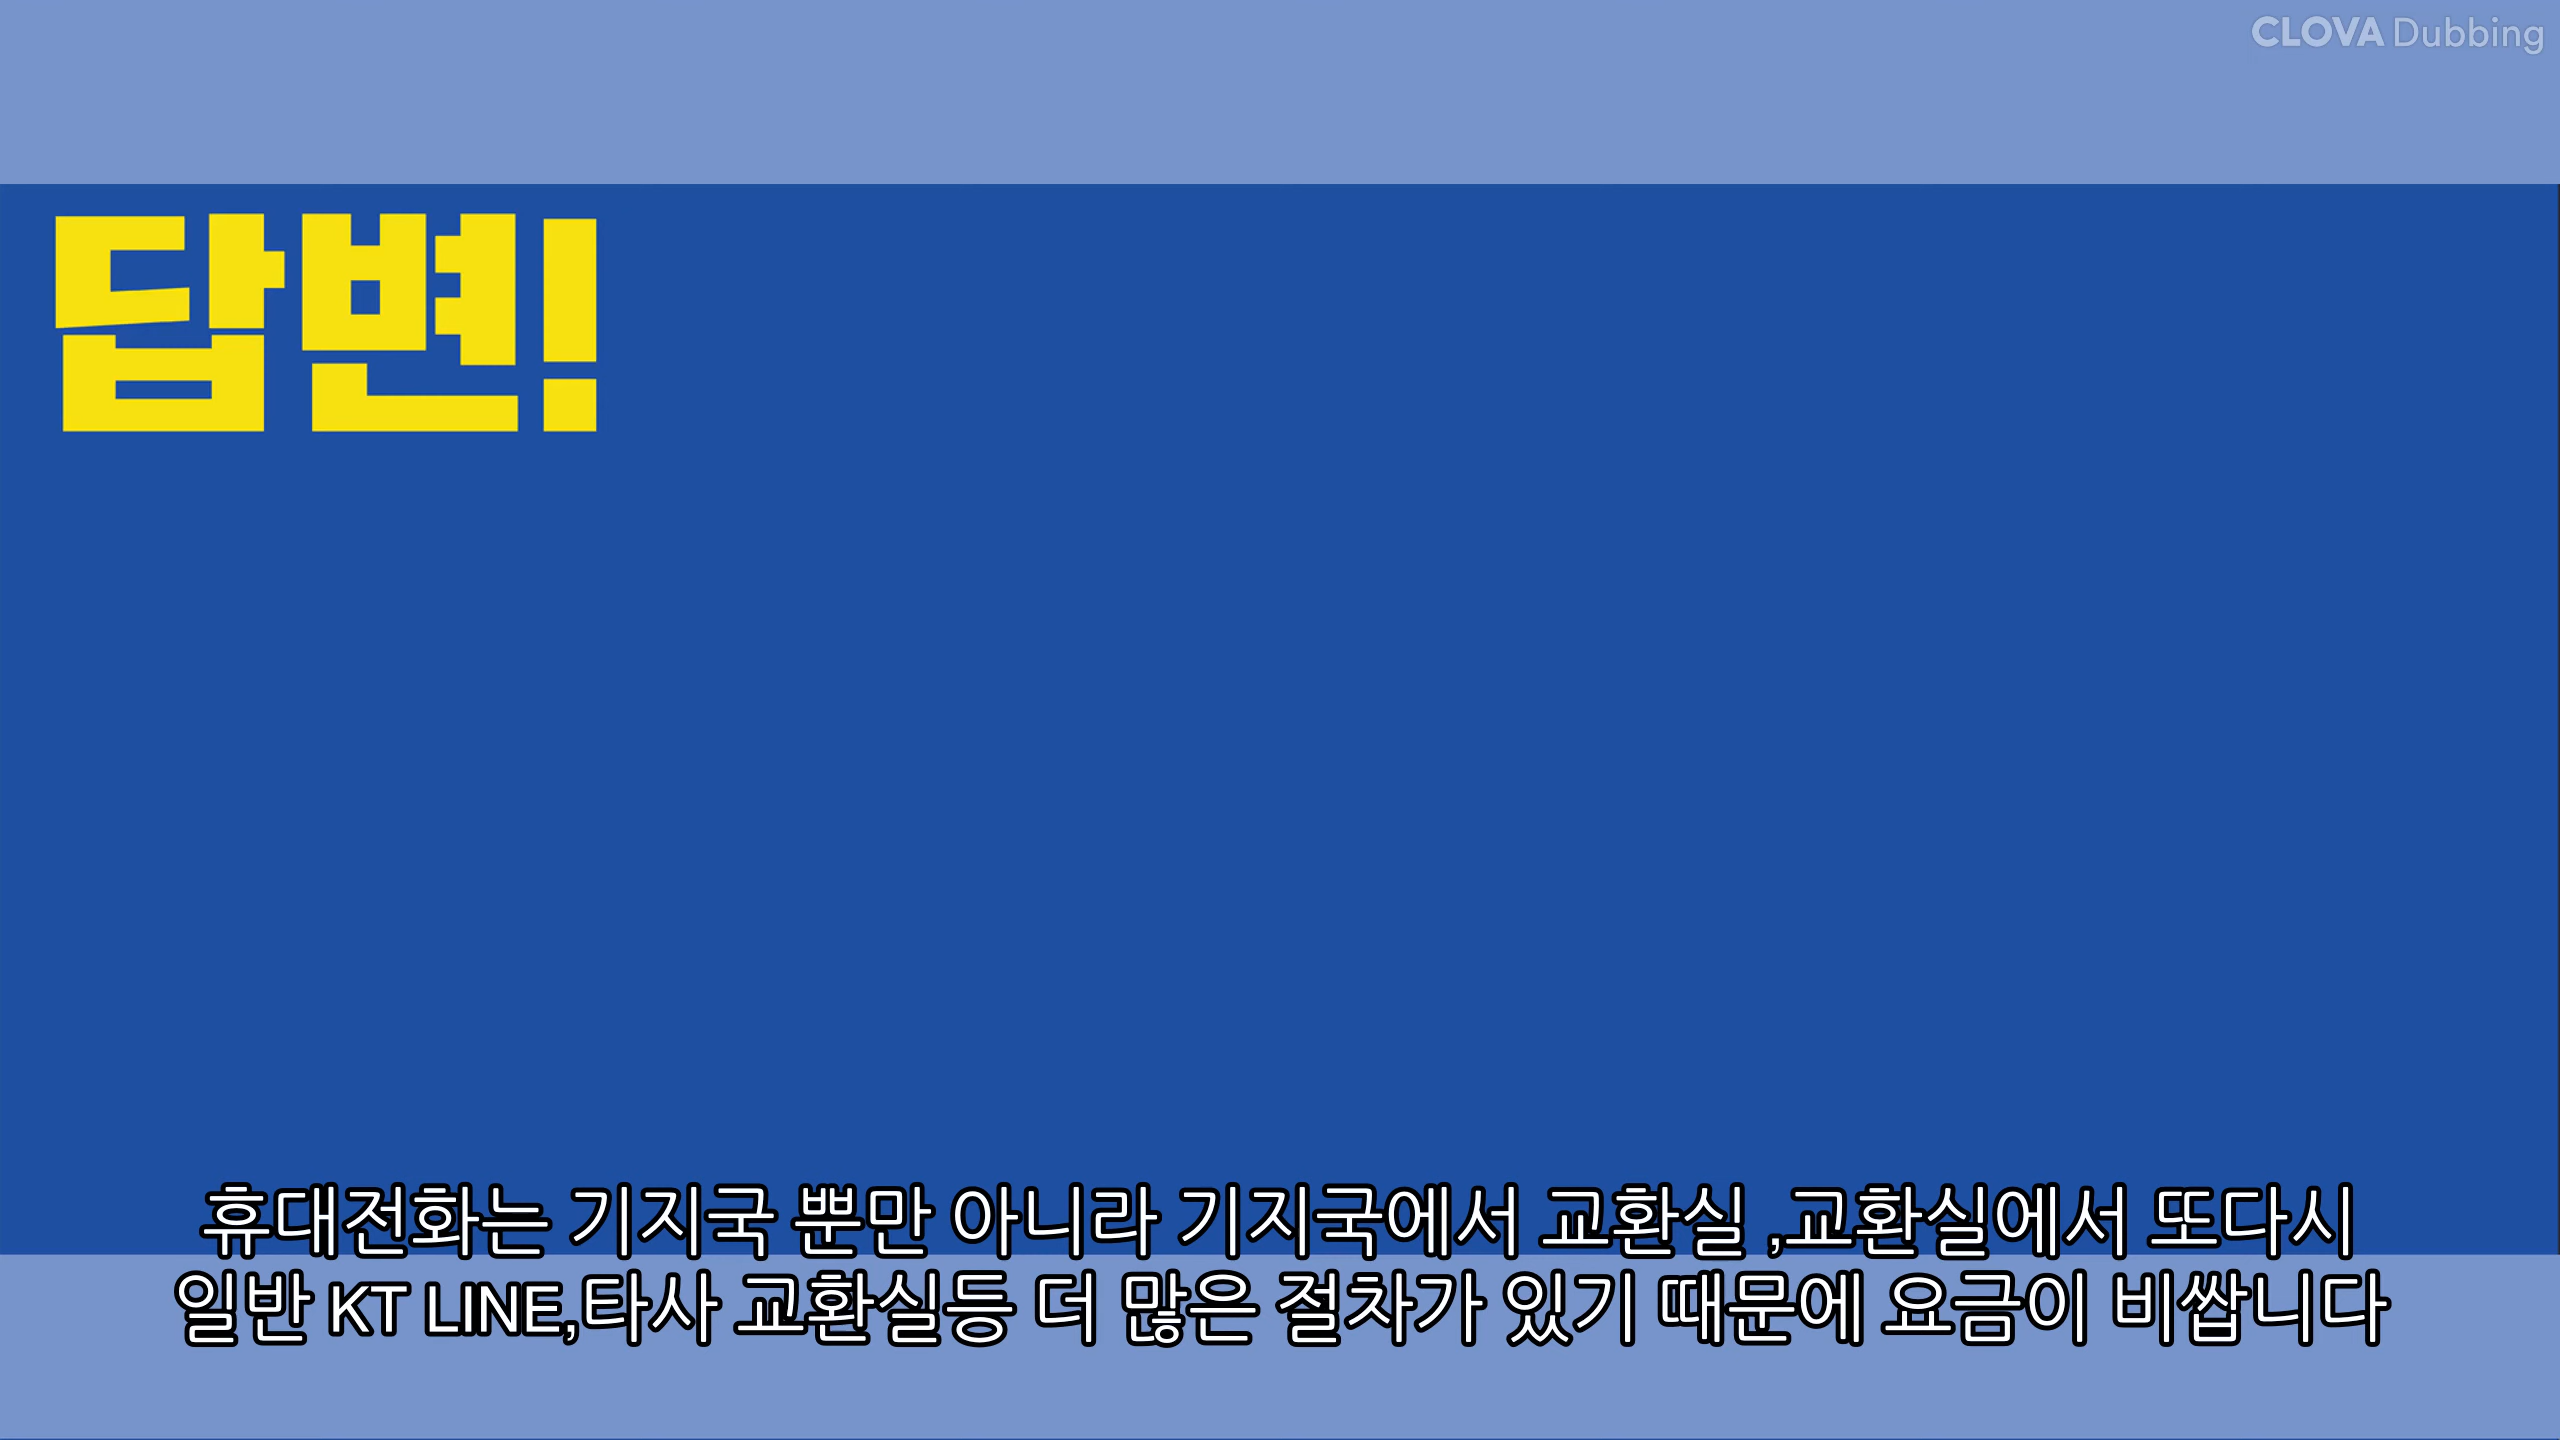 CLOVA Dubbing
답변!
휴대전화는 기지국 뿐만 아니라 기지국에서 교환실 ,교환실에서 또다시
일반 KT LINE,타사 교환실등 더 많은 절차가 있기 때문에 요금이 비쌉니다